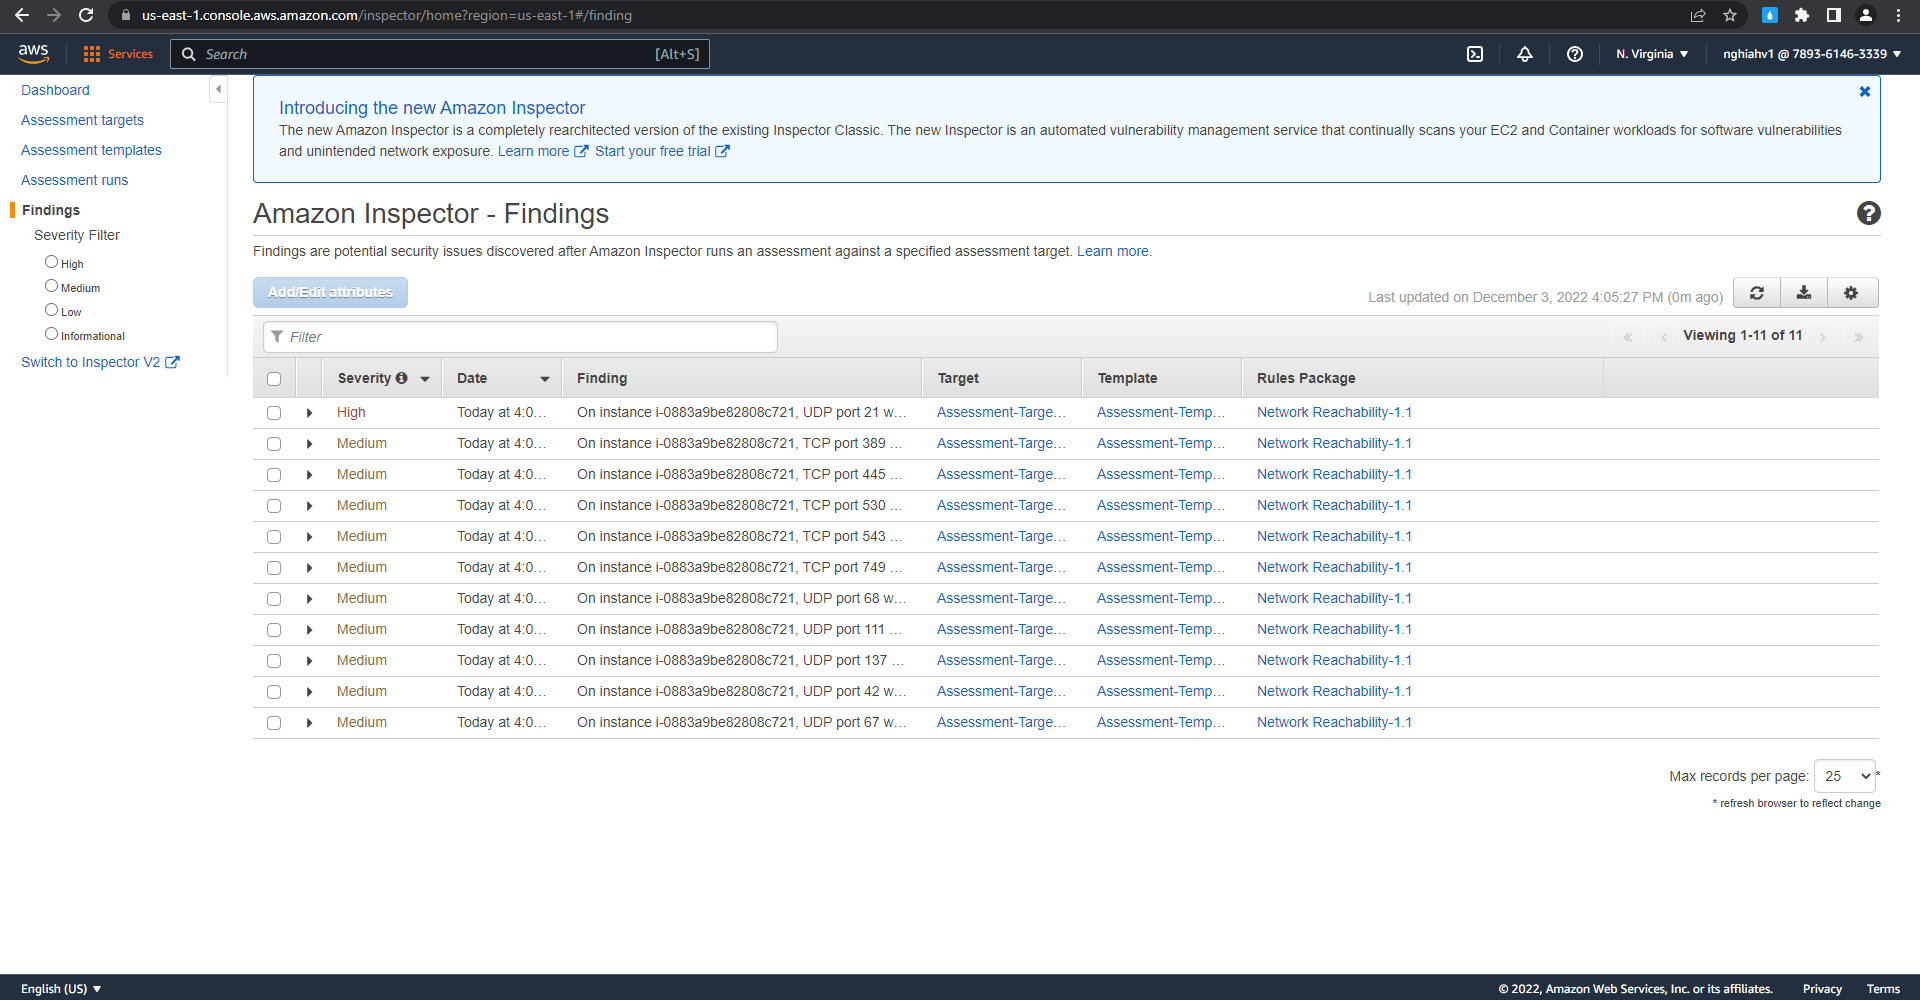 us-east-1.console.aws.amazon.com/inspector/home?region=us-east-1#/finding
aws Services Search [Alt+S] N. Virginia nghiahv1 @ 7893-6146-3339
Dashboard
Assessment targets
Assessment templates
Assessment runs
Findings
Severity Filter
High
Medium
Low
Informational
Switch to Inspector V2
Introducing the new Amazon Inspector
The new Amazon Inspector is a completely rearchitected version of the existing Inspector Classic. The new Inspector is an automated vulnerability management service that continually scans your EC2 and Container workloads for software vulnerabilities
and unintended network exposure. Learn more Start your free trial
Amazon Inspector - Findings
Findings are potential security issues discovered after Amazon Inspector runs an assessment against a specified assessment target. Learn more.
Add/Edit attributes
Last updated on December 3, 2022 4:05:27 PM (0m ago)
Filter
« ‹ Viewing 1-11 of 11 › »
Severity Date Finding Target Template Rules Package
High Today at 4:0... On instance i-0883a9be82808c721, UDP port 21 w... Assessment-Targe... Assessment-Temp... Network Reachability-1.1
Medium Today at 4:0... On instance i-0883a9be82808c721, TCP port 389 ... Assessment-Targe... Assessment-Temp... Network Reachability-1.1
Medium Today at 4:0... On instance i-0883a9be82808c721, TCP port 445 ... Assessment-Targe... Assessment-Temp... Network Reachability-1.1
Medium Today at 4:0... On instance i-0883a9be82808c721, TCP port 530 ... Assessment-Targe... Assessment-Temp... Network Reachability-1.1
Medium Today at 4:0... On instance i-0883a9be82808c721, TCP port 543 ... Assessment-Targe... Assessment-Temp... Network Reachability-1.1
Medium Today at 4:0... On instance i-0883a9be82808c721, TCP port 749 ... Assessment-Targe... Assessment-Temp... Network Reachability-1.1
Medium Today at 4:0... On instance i-0883a9be82808c721, UDP port 68 w... Assessment-Targe... Assessment-Temp... Network Reachability-1.1
Medium Today at 4:0... On instance i-0883a9be82808c721, UDP port 111 ... Assessment-Targe... Assessment-Temp... Network Reachability-1.1
Medium Today at 4:0... On instance i-0883a9be82808c721, UDP port 137 ... Assessment-Targe... Assessment-Temp... Network Reachability-1.1
Medium Today at 4:0... On instance i-0883a9be82808c721, UDP port 42 w... Assessment-Targe... Assessment-Temp... Network Reachability-1.1
Medium Today at 4:0... On instance i-0883a9be82808c721, UDP port 67 w... Assessment-Targe... Assessment-Temp... Network Reachability-1.1
Max records per page: 25 *
* refresh browser to reflect change
English (US) © 2022, Amazon Web Services, Inc. or its affiliates. Privacy Terms